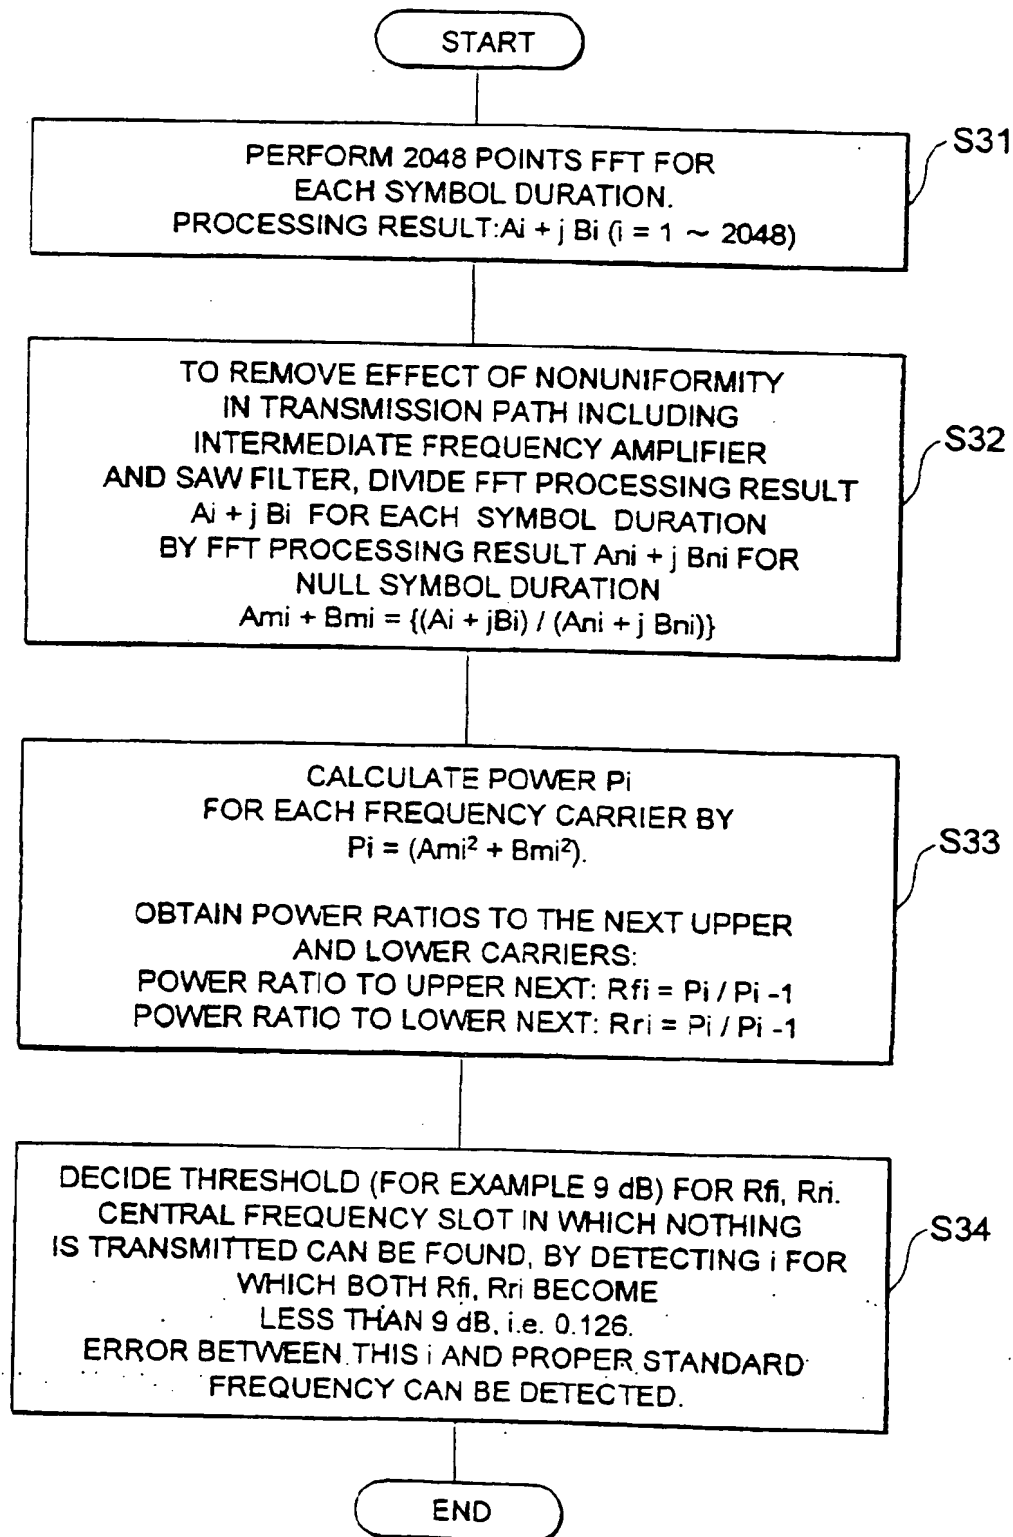 START
PERFORM 2048 POINTS FFT FOR
EACH SYMBOL DURATION.
PROCESSING RESULT:Ai + j Bi (i = 1 ~ 2048)
S31
TO REMOVE EFFECT OF NONUNIFORMITY
IN TRANSMISSION PATH INCLUDING
INTERMEDIATE FREQUENCY AMPLIFIER
AND SAW FILTER, DIVIDE FFT PROCESSING RESULT
Ai + j Bi FOR EACH SYMBOL DURATION
BY FFT PROCESSING RESULT Ani + j Bni FOR
NULL SYMBOL DURATION
Ami + Bmi = {(Ai + jBi) / (Ani + j Bni)}
S32
CALCULATE POWER Pi
FOR EACH FREQUENCY CARRIER BY
Pi = (Ami² + Bmi²).
OBTAIN POWER RATIOS TO THE NEXT UPPER
AND LOWER CARRIERS:
POWER RATIO TO UPPER NEXT: Rfi = Pi / Pi -1
POWER RATIO TO LOWER NEXT: Rri = Pi / Pi -1
S33
DECIDE THRESHOLD (FOR EXAMPLE 9 dB) FOR Rfi, Rri.
CENTRAL FREQUENCY SLOT IN WHICH NOTHING
IS TRANSMITTED CAN BE FOUND, BY DETECTING i FOR
WHICH BOTH Rfi, Rri BECOME
LESS THAN 9 dB, i.e. 0.126.
ERROR BETWEEN THIS i AND PROPER STANDARD
FREQUENCY CAN BE DETECTED.
S34
END